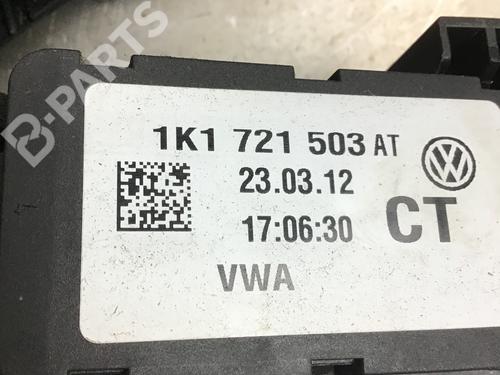 B-PARTS
1K1 721 503 AT
23.03.12
17:06:30
CT
VWA